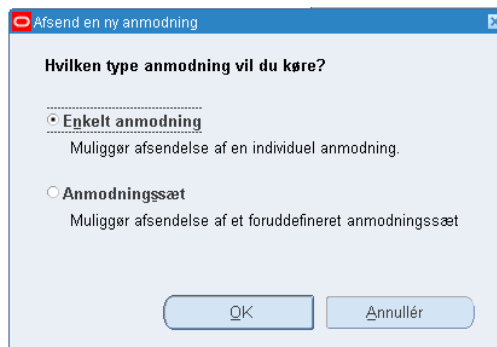 Afsend en ny anmodning
Hvilken type anmodning vil du køre?
Enkelt anmodning
Muliggør afsendelse af en individuel anmodning.
Anmodningssæt
Muliggør afsendelse af et foruddefineret anmodningssæt
OK
Annullér